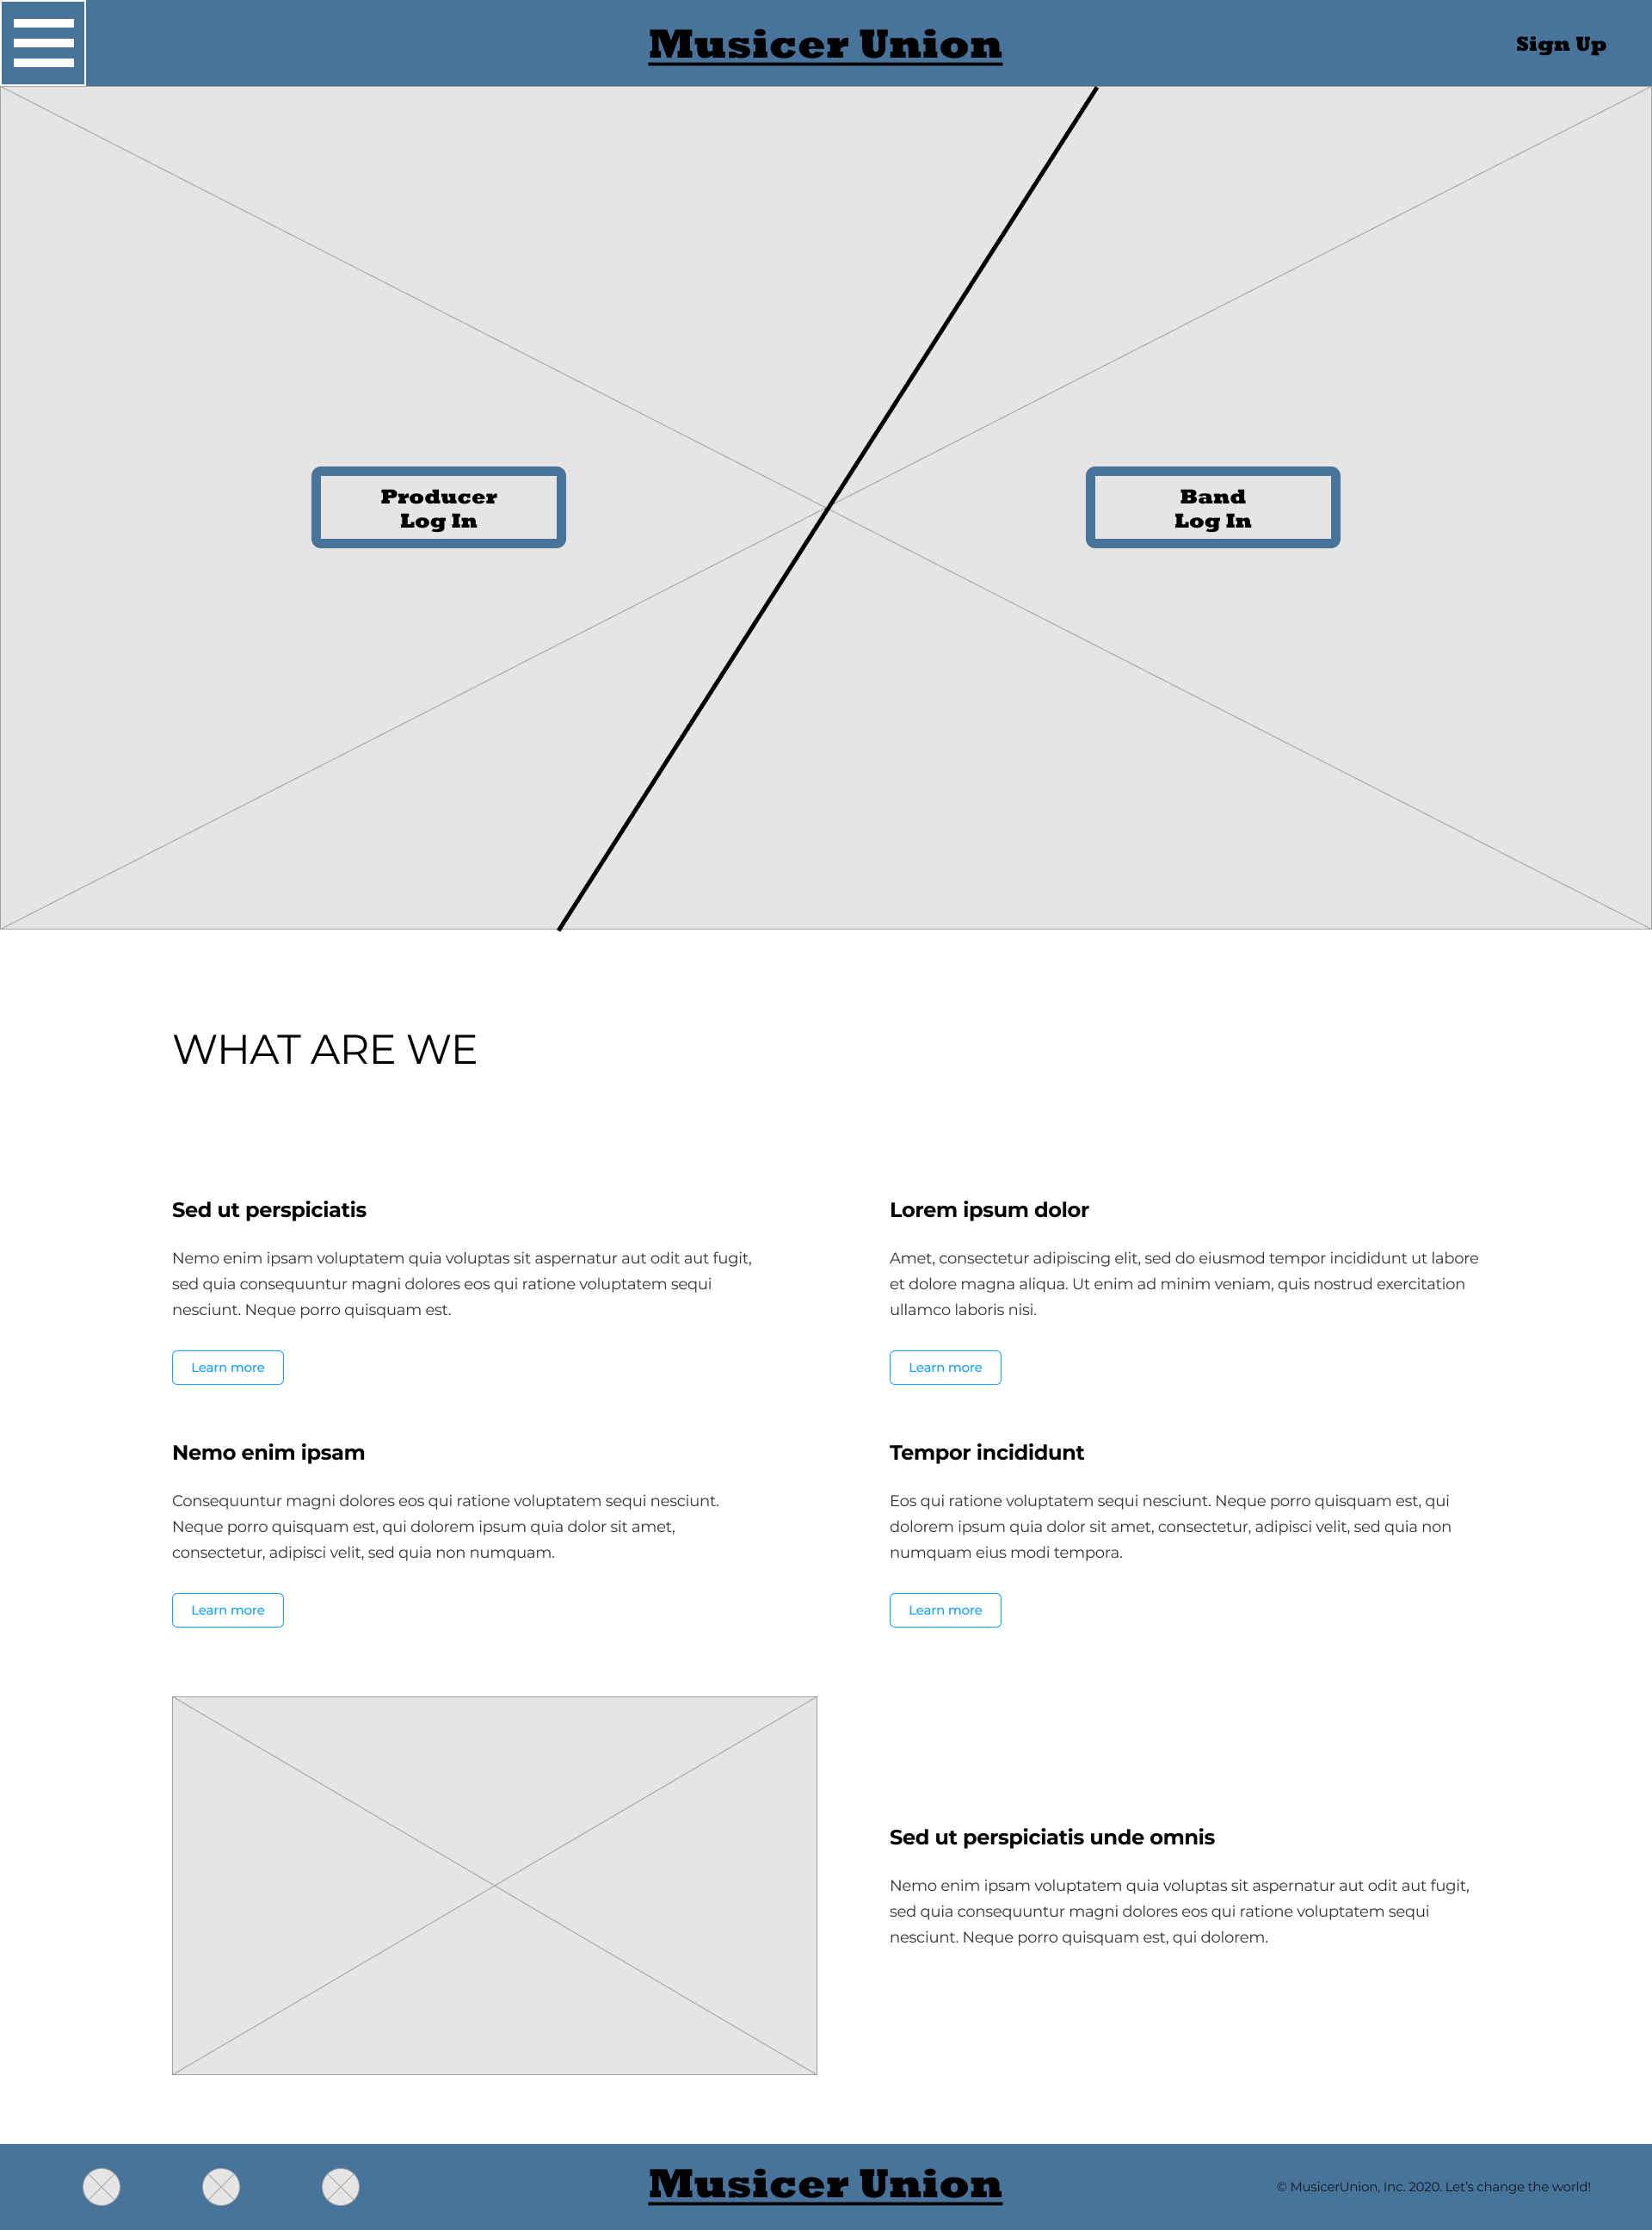 Musicer Union
Sign Up
Producer
Log In
Band
Log In
WHAT ARE WE
Sed ut perspiciatis
Nemo enim ipsam voluptatem quia voluptas sit aspernatur aut odit aut fugit,
sed quia consequuntur magni dolores eos qui ratione voluptatem sequi
nesciunt. Neque porro quisquam est.
Learn more
Lorem ipsum dolor
Amet, consectetur adipiscing elit, sed do eiusmod tempor incididunt ut labore
et dolore magna aliqua. Ut enim ad minim veniam, quis nostrud exercitation
ullamco laboris nisi.
Learn more
Nemo enim ipsam
Consequuntur magni dolores eos qui ratione voluptatem sequi nesciunt.
Neque porro quisquam est, qui dolorem ipsum quia dolor sit amet,
consectetur, adipisci velit, sed quia non numquam.
Learn more
Tempor incididunt
Eos qui ratione voluptatem sequi nesciunt. Neque porro quisquam est, qui
dolorem ipsum quia dolor sit amet, consectetur, adipisci velit, sed quia non
numquam eius modi tempora.
Learn more
Sed ut perspiciatis unde omnis
Nemo enim ipsam voluptatem quia voluptas sit aspernatur aut odit aut fugit,
sed quia consequuntur magni dolores eos qui ratione voluptatem sequi
nesciunt. Neque porro quisquam est, qui dolorem.
Musicer Union
© MusicerUnion, Inc. 2020. Let's change the world!